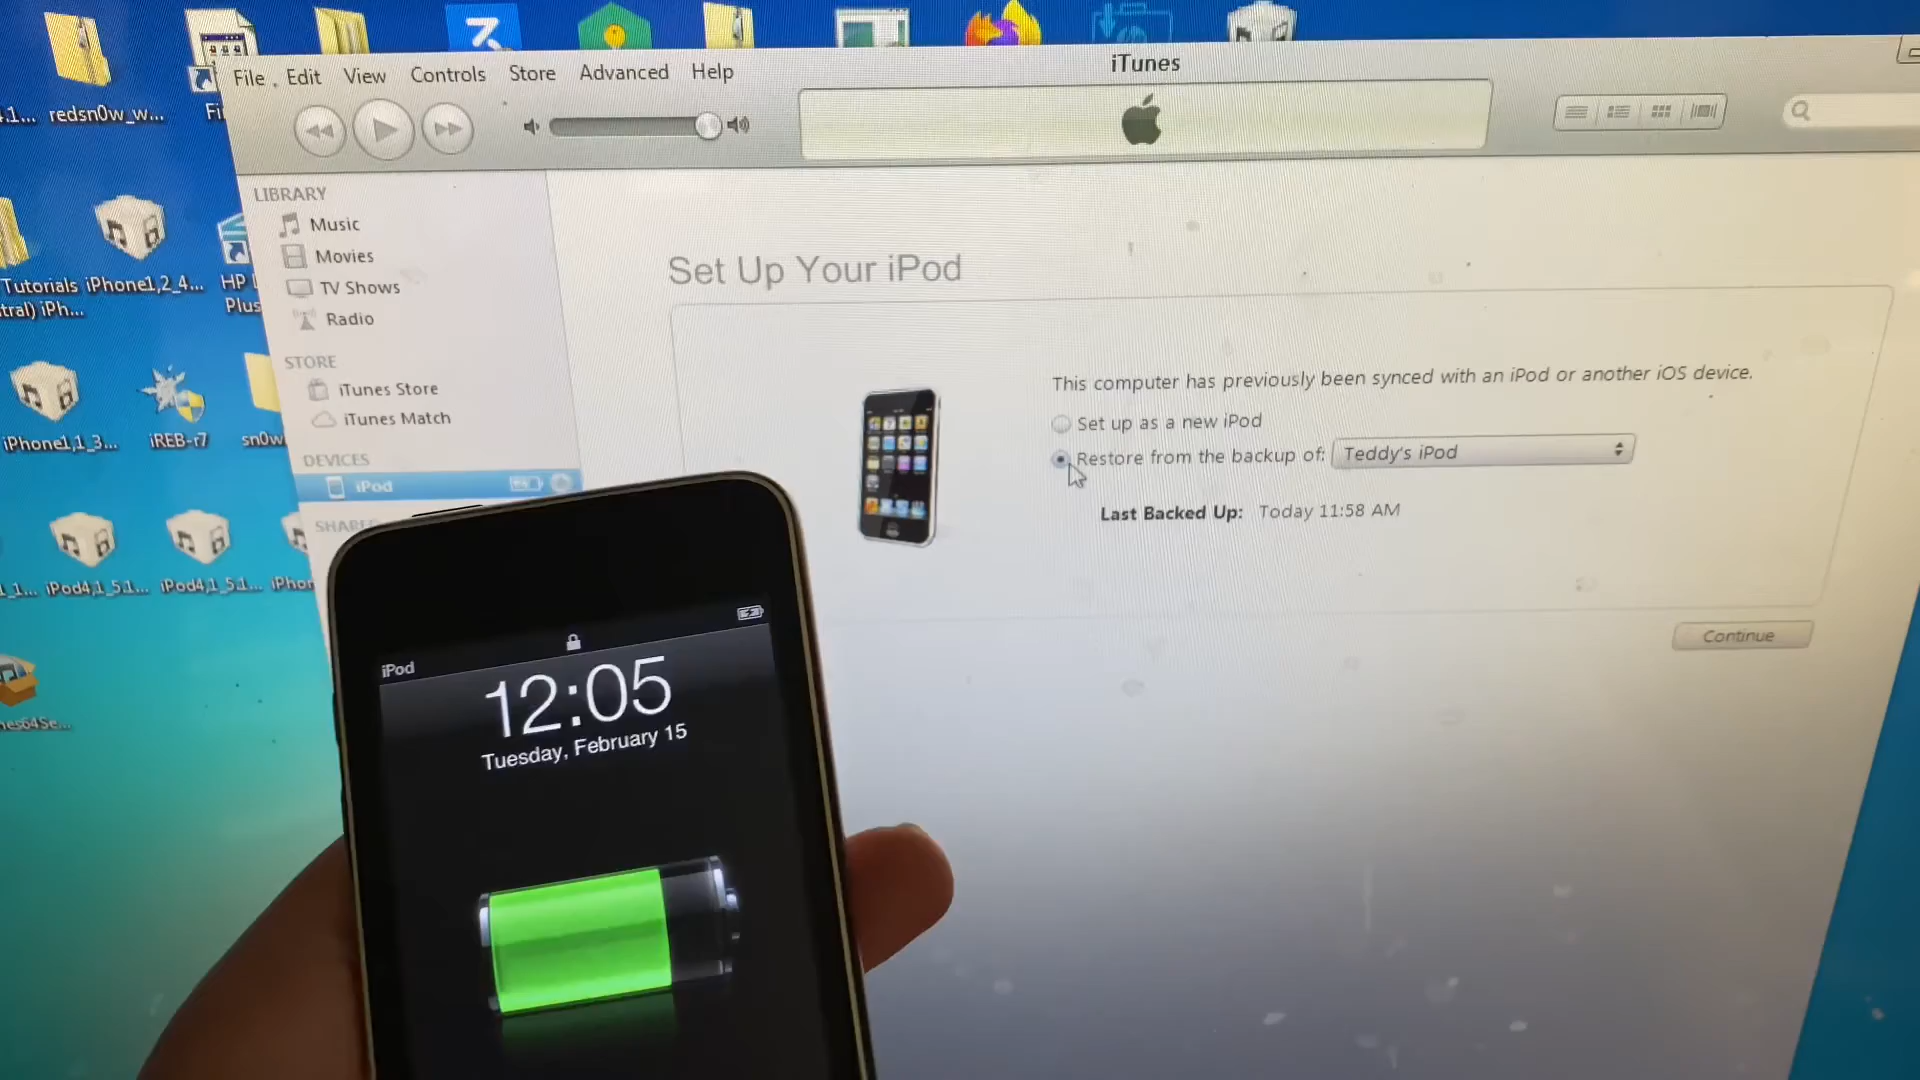 File Edit View Controls Store Advanced Help
iTunes
LIBRARY
Music
Movies
TV Shows
Radio
STORE
iTunes Store
iTunes Match
DEVICES
iPod
Set Up Your iPod
This computer has previously been synced with an iPod or another iOS device.
Set up as a new iPod
Restore from the backup of: Teddy's iPod
Last Backed Up: Today 11:58 AM
Continue
redsn0w_w...
Tutorials
iPhone1,2_4...
HP
Plus
iPh...
iPhone1,1_3...
iREB-r7
sn0w
iPod4,1_5.1...
iPod4,1_5.1...
iPod
12:05
Tuesday, February 15